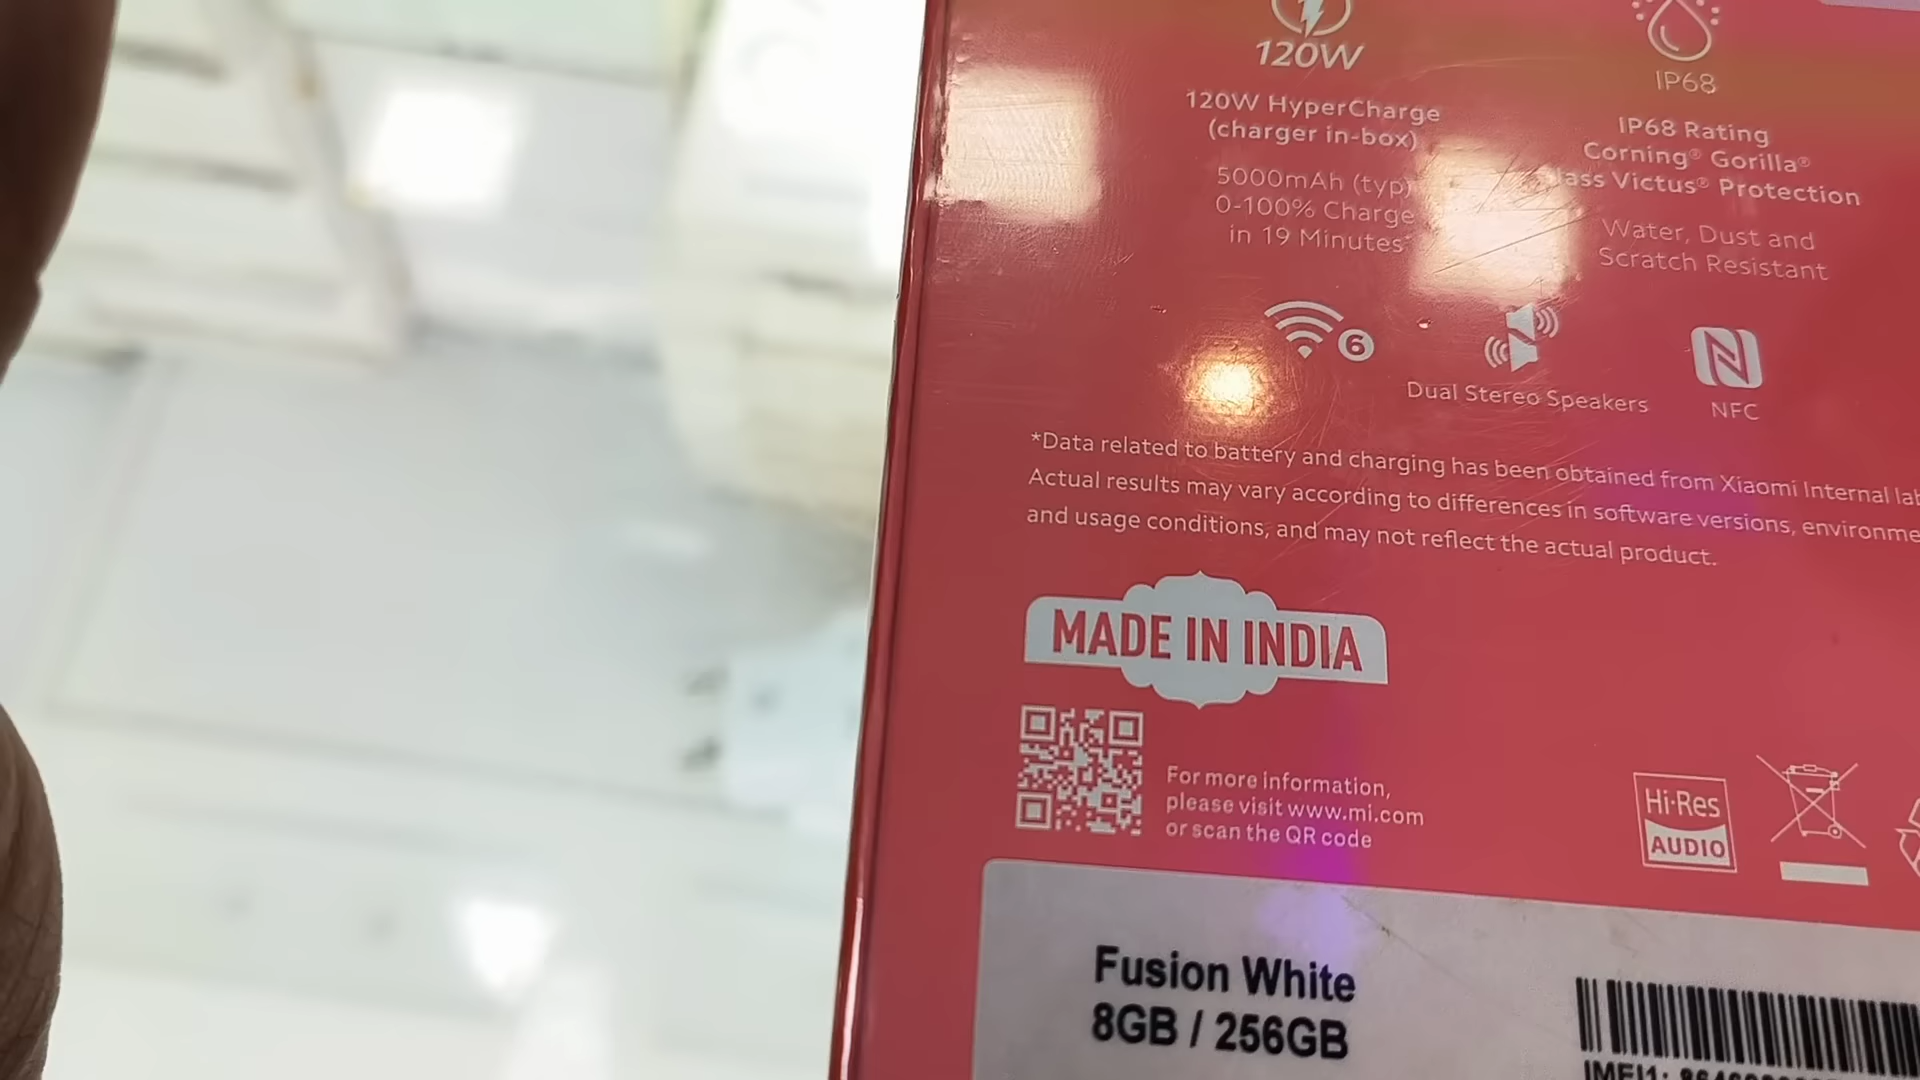 120W
120W HyperCharge
(charger in-box)
5000mAh (typ)
0-100% Charge
in 19 Minutes*
IP68
IP68 Rating
Corning® Gorilla®
Victus® Protection
Water, Dust and
Scratch Resistant
6
Dual Stereo Speakers
NFC
*Data related to battery and charging has been obtained from Xiaomi Internal
Actual results may vary according to differences in software versions,
and usage conditions, and may not reflect the actual product.
MADE IN INDIA
For more information,
please visit www.mi.com
or scan the QR code
Hi-Res
AUDIO
Fusion White
8GB / 256GB
IMEI1: